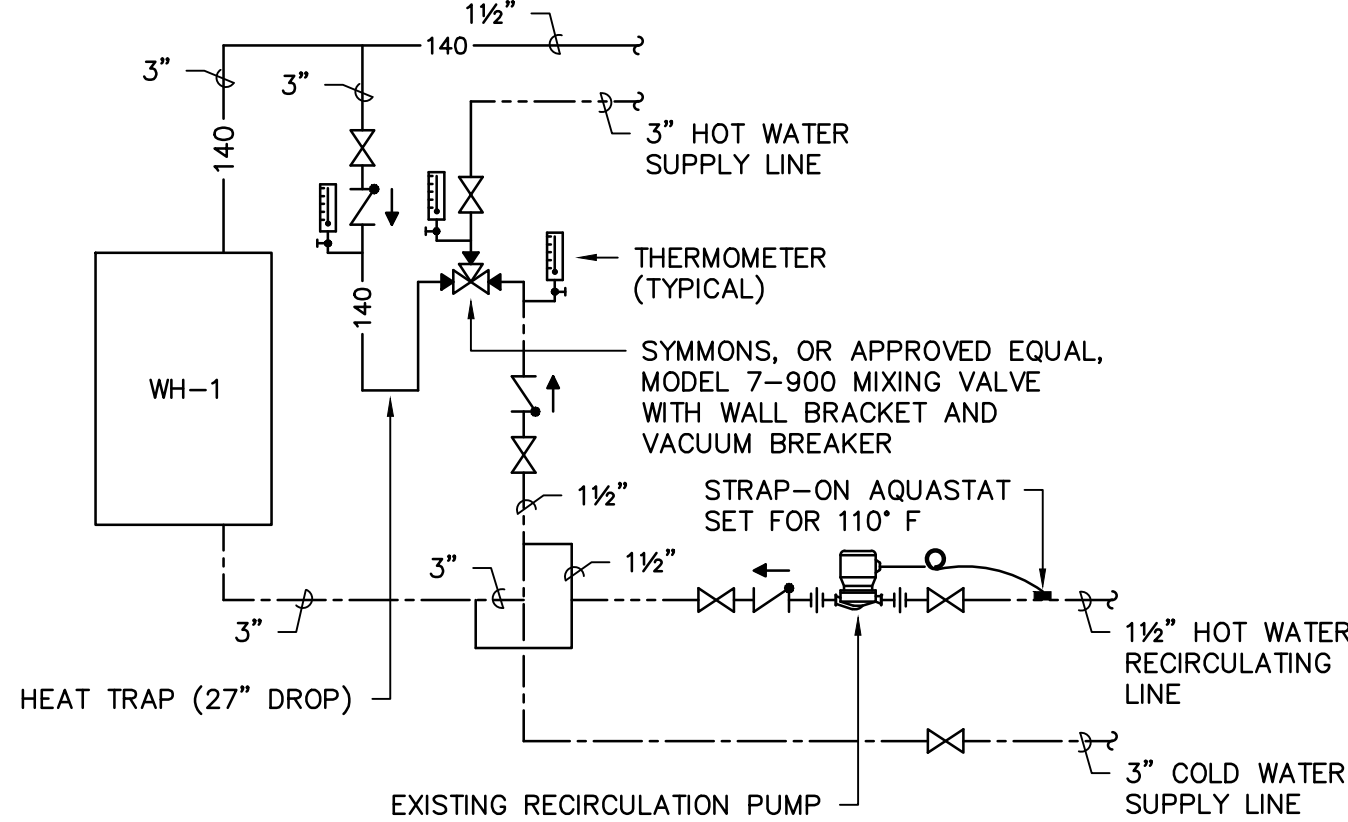 1½”
140
3”
3”
140
3” HOT WATER
SUPPLY LINE
THERMOMETER
(TYPICAL)
140
SYMMONS, OR APPROVED EQUAL,
MODEL 7-900 MIXING VALVE
WITH WALL BRACKET AND
VACUUM BREAKER
WH-1
STRAP-ON AQUASTAT
SET FOR 110° F
1½”
3”
1½”
3”
1½” HOT WATER
RECIRCULATING
LINE
HEAT TRAP (27” DROP)
3” COLD WATER
SUPPLY LINE
EXISTING RECIRCULATION PUMP